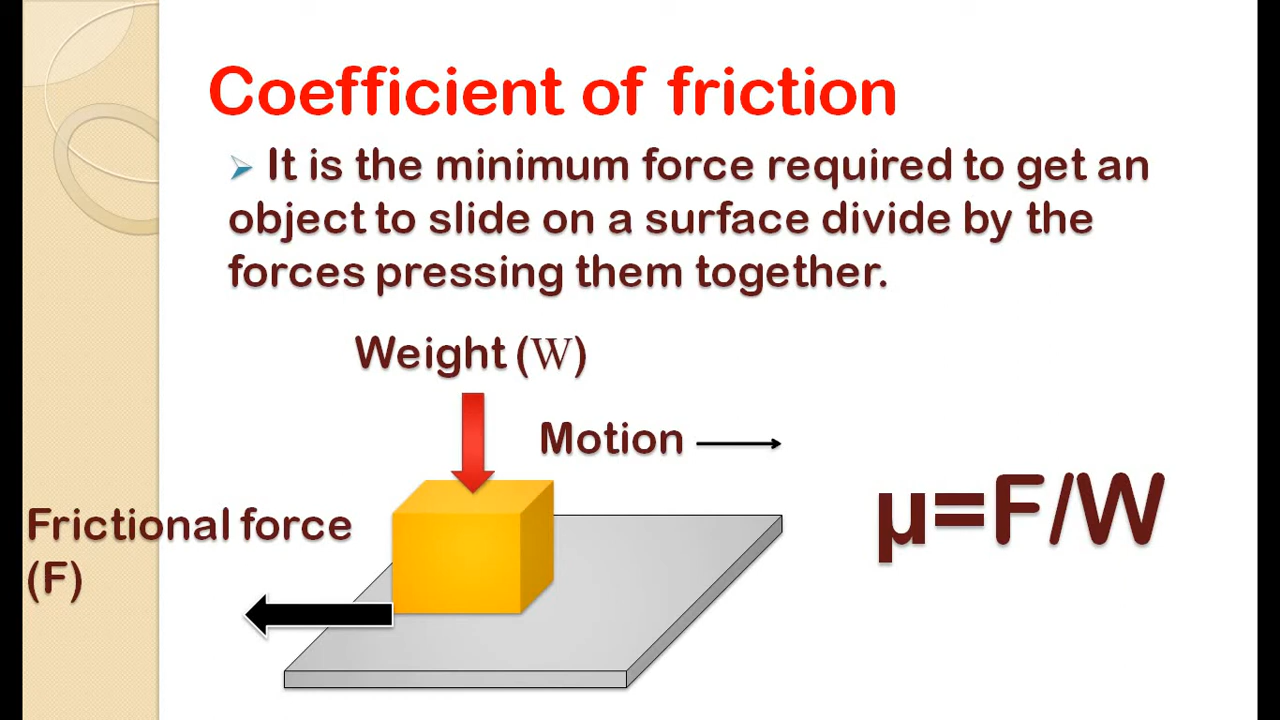 Coefficient of friction
It is the minimum force required to get an
object to slide on a surface divide by the
forces pressing them together.
Weight (W)
Motion
Frictional force
(F)
μ=F/W